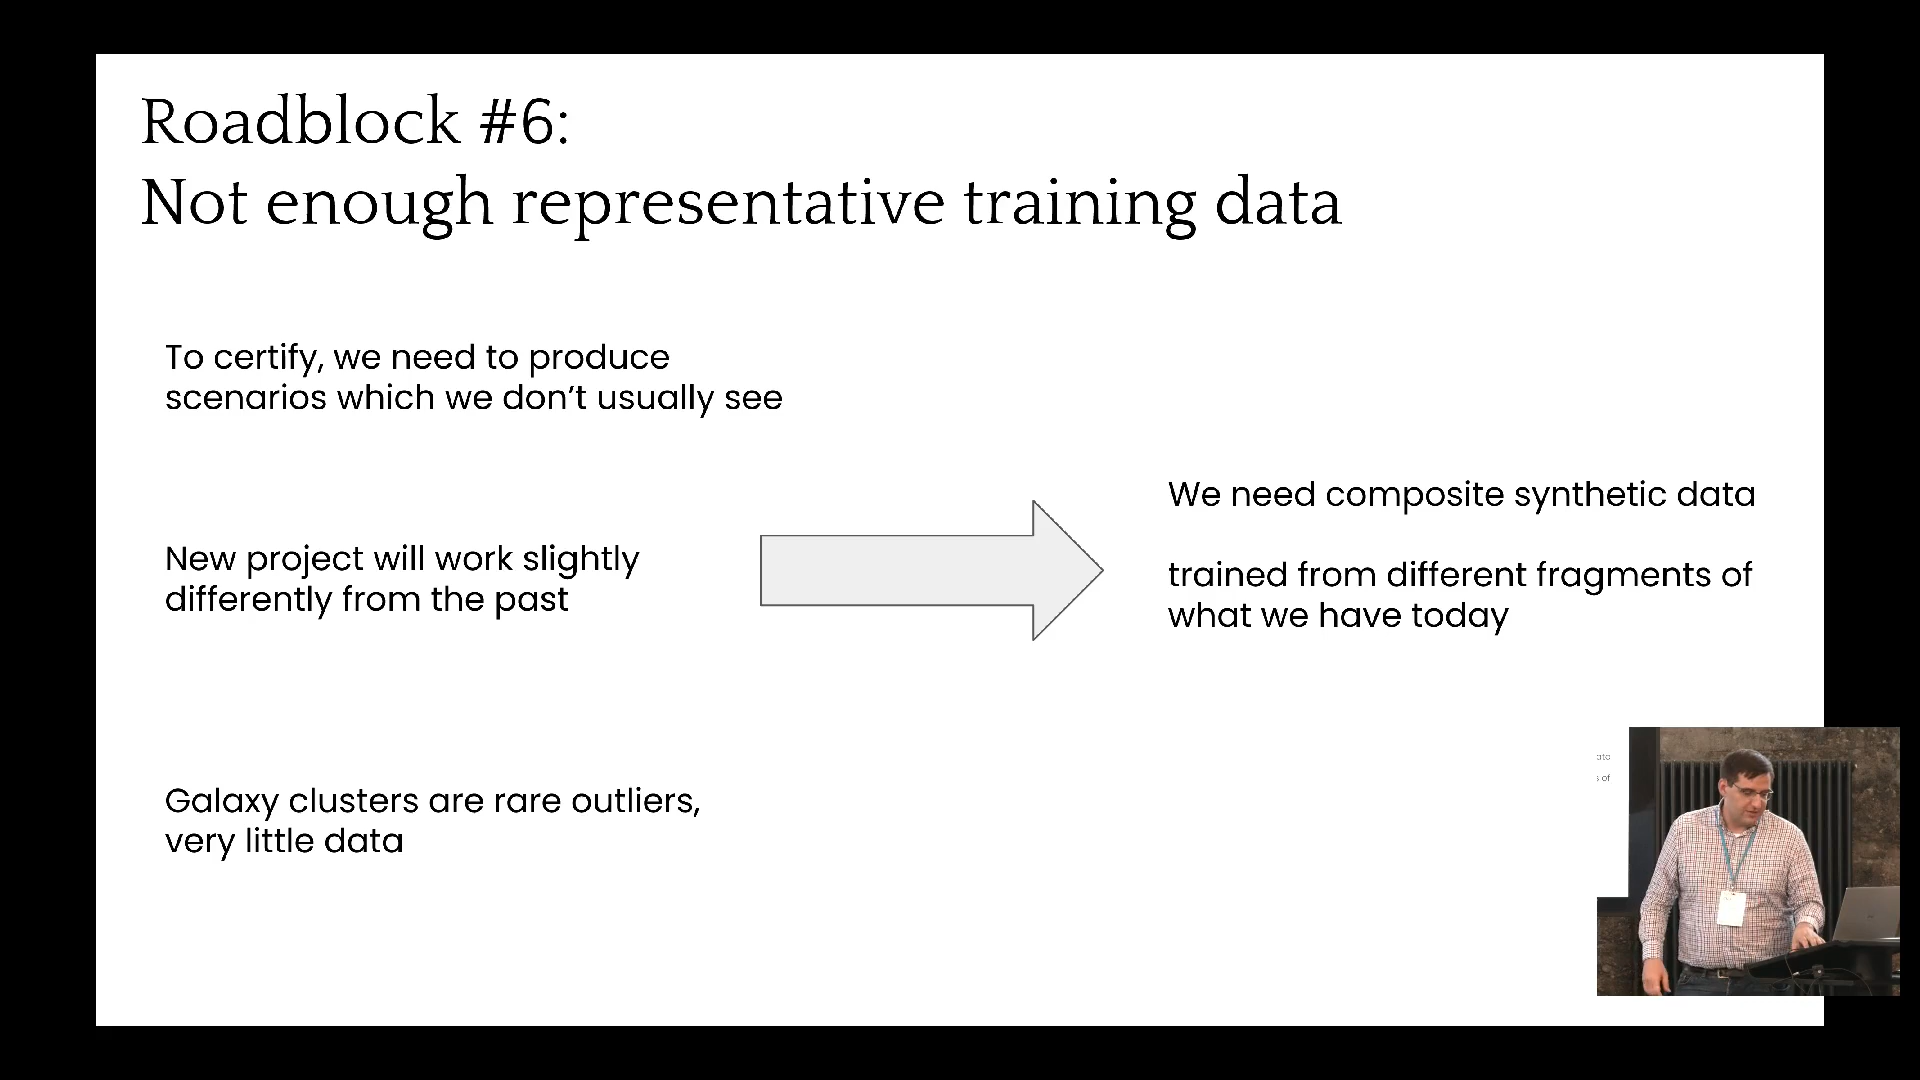 Roadblock #6:
Not enough representative training data
To certify, we need to produce
scenarios which we don't usually see
New project will work slightly
differently from the past
Galaxy clusters are rare outliers,
very little data
We need composite synthetic data
trained from different fragments of
what we have today